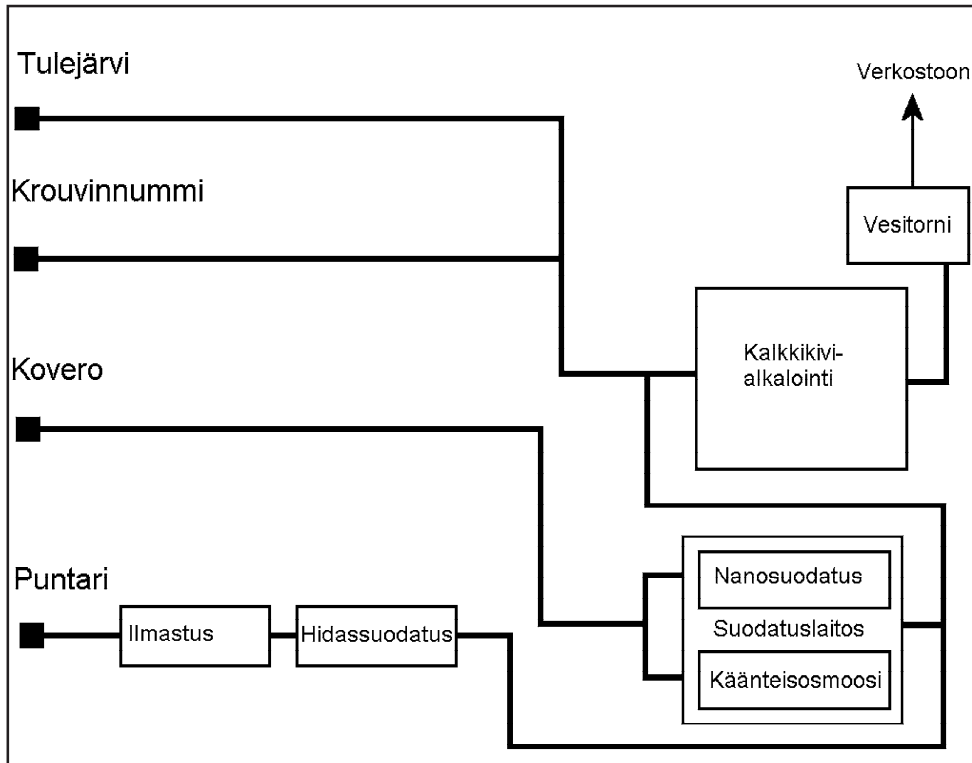 Tulejärvi
Verkostoon
Krouvinnummi
Vesitorni
Kovero
Kalkkikivi-
alkalointi
Puntari
Ilmastus
Hidassuodatus
Nanosuodatus
Suodatuslaitos
Käänteisosmoosi